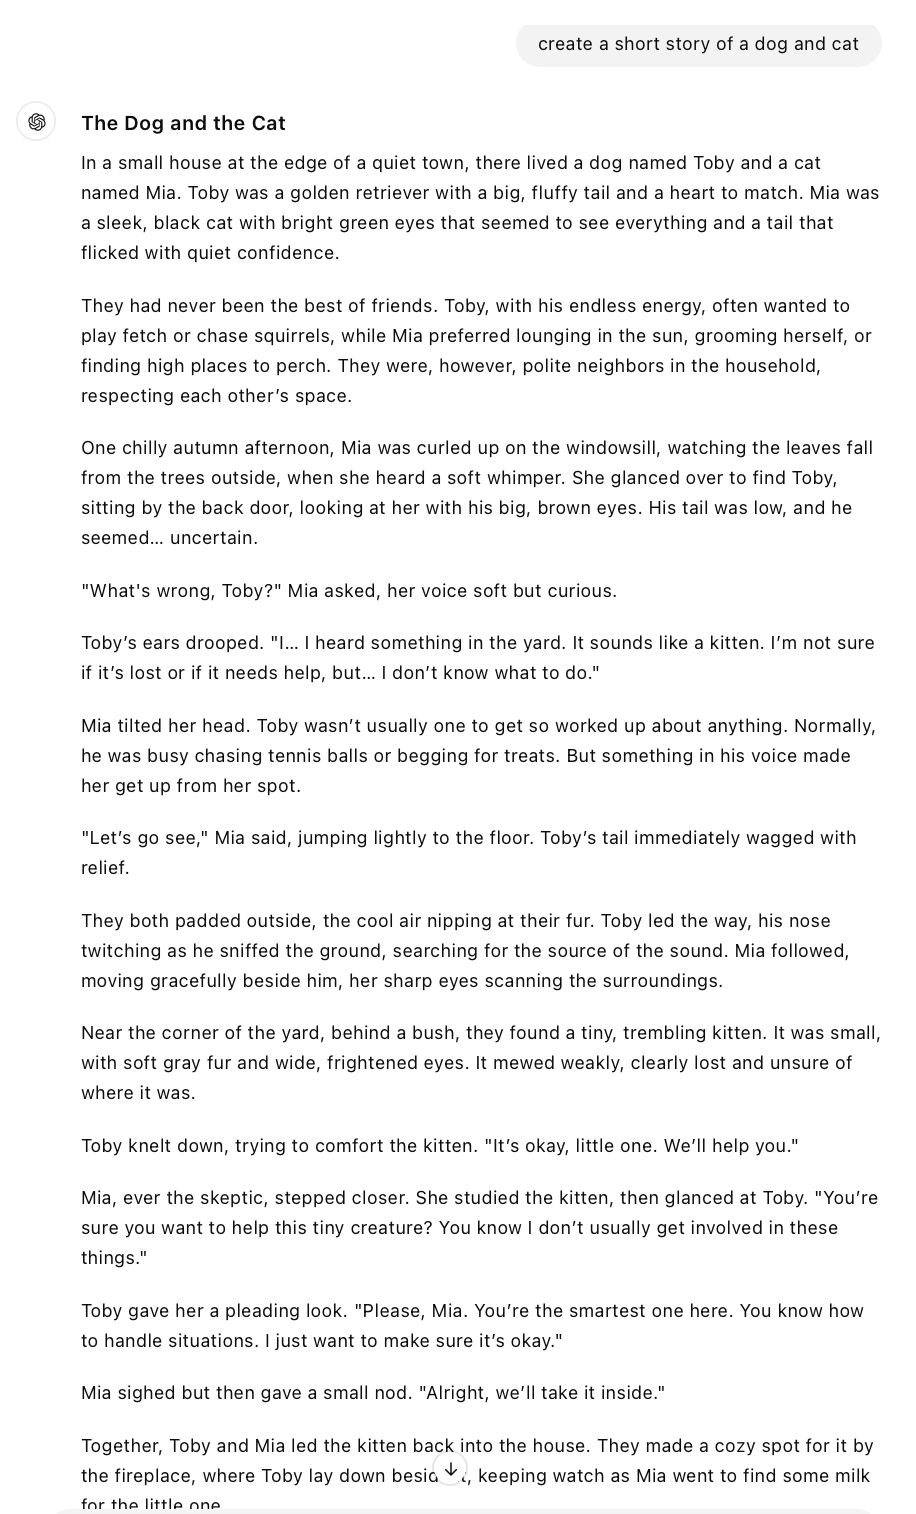 create a short story of a dog and cat
The Dog and the Cat
In a small house at the edge of a quiet town, there lived a dog named Toby and a cat
named Mia. Toby was a golden retriever with a big, fluffy tail and a heart to match. Mia was
a sleek, black cat with bright green eyes that seemed to see everything and a tail that
flicked with quiet confidence.
They had never been the best of friends. Toby, with his endless energy, often wanted to
play fetch or chase squirrels, while Mia preferred lounging in the sun, grooming herself, or
finding high places to perch. They were, however, polite neighbors in the household,
respecting each other’s space.
One chilly autumn afternoon, Mia was curled up on the windowsill, watching the leaves fall
from the trees outside, when she heard a soft whimper. She glanced over to find Toby,
sitting by the back door, looking at her with his big, brown eyes. His tail was low, and he
seemed… uncertain.
"What's wrong, Toby?" Mia asked, her voice soft but curious.
Toby’s ears drooped. "I… I heard something in the yard. It sounds like a kitten. I’m not sure
if it’s lost or if it needs help, but… I don’t know what to do."
Mia tilted her head. Toby wasn’t usually one to get so worked up about anything. Normally,
he was busy chasing tennis balls or begging for treats. But something in his voice made
her get up from her spot.
"Let’s go see," Mia said, jumping lightly to the floor. Toby’s tail immediately wagged with
relief.
They both padded outside, the cool air nipping at their fur. Toby led the way, his nose
twitching as he sniffed the ground, searching for the source of the sound. Mia followed,
moving gracefully beside him, her sharp eyes scanning the surroundings.
Near the corner of the yard, behind a bush, they found a tiny, trembling kitten. It was small,
with soft gray fur and wide, frightened eyes. It mewed weakly, clearly lost and unsure of
where it was.
Toby knelt down, trying to comfort the kitten. "It’s okay, little one. We’ll help you."
Mia, ever the skeptic, stepped closer. She studied the kitten, then glanced at Toby. "You’re
sure you want to help this tiny creature? You know I don’t usually get involved in these
things."
Toby gave her a pleading look. "Please, Mia. You’re the smartest one here. You know how
to handle situations. I just want to make sure it’s okay."
Mia sighed but then gave a small nod. "Alright, we’ll take it inside."
Together, Toby and Mia led the kitten back into the house. They made a cozy spot for it by
the fireplace, where Toby lay down keeping watch as Mia went to find some milk
for the little one